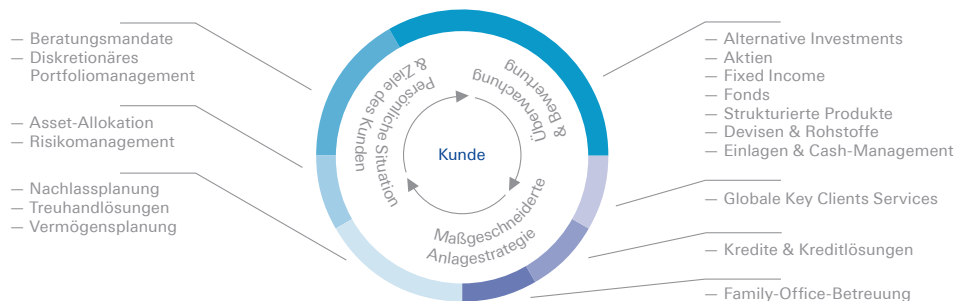 — Beratungsmandate
— Diskretionäres
Portfoliomanagement
— Asset-Allokation
— Risikomanagement
— Nachlassplanung
— Treuhandlösungen
— Vermögensplanung
Persönliche Situation
& Ziele des Kunden
Überwachung
& Bewertung
Kunde
Maßgeschneiderte
Anlagestrategie
— Alternative Investments
— Aktien
— Fixed Income
— Fonds
— Strukturierte Produkte
— Devisen & Rohstoffe
— Einlagen & Cash-Management
— Globale Key Clients Services
— Kredite & Kreditlösungen
— Family-Office-Betreuung